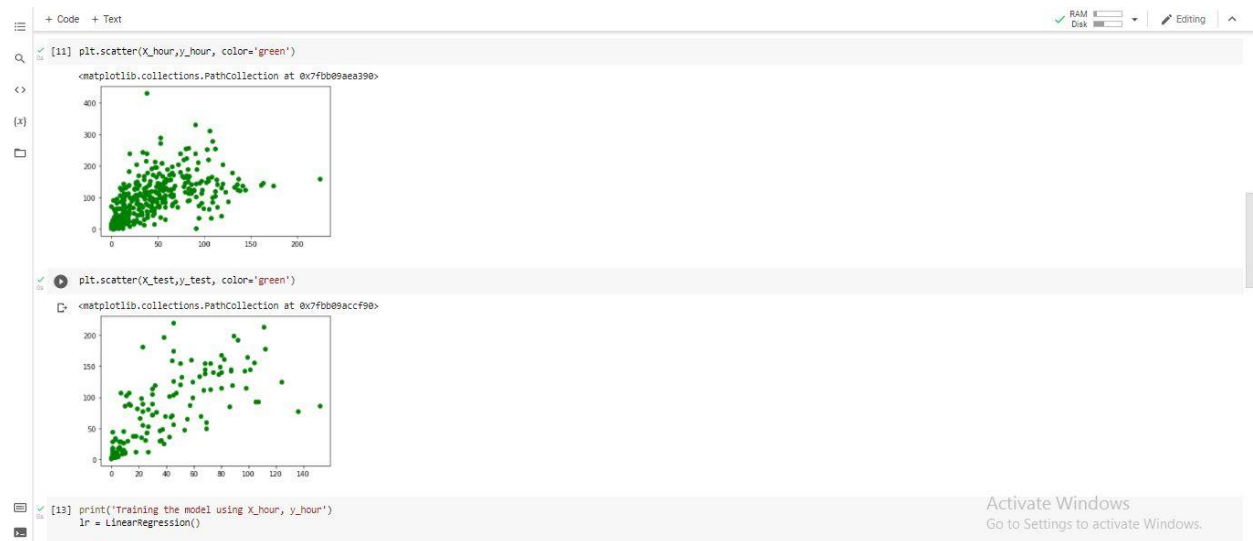 + Code + Text
RAM
Disk
Editing
[11] plt.scatter(X_hour,y_hour, color='green')
<matplotlib.collections.PathCollection at 0x7fbb09aea390>
{x}
400
300
200
100
0
0 50 100 150 200
plt.scatter(X_test,y_test, color='green')
<matplotlib.collections.PathCollection at 0x7fbb09accf90>
200
150
100
50
0
0 20 40 60 80 100 120 140
[13] print('Training the model using X_hour, y_hour')
lr = LinearRegression()
Activate Windows
Go to Settings to activate Windows.